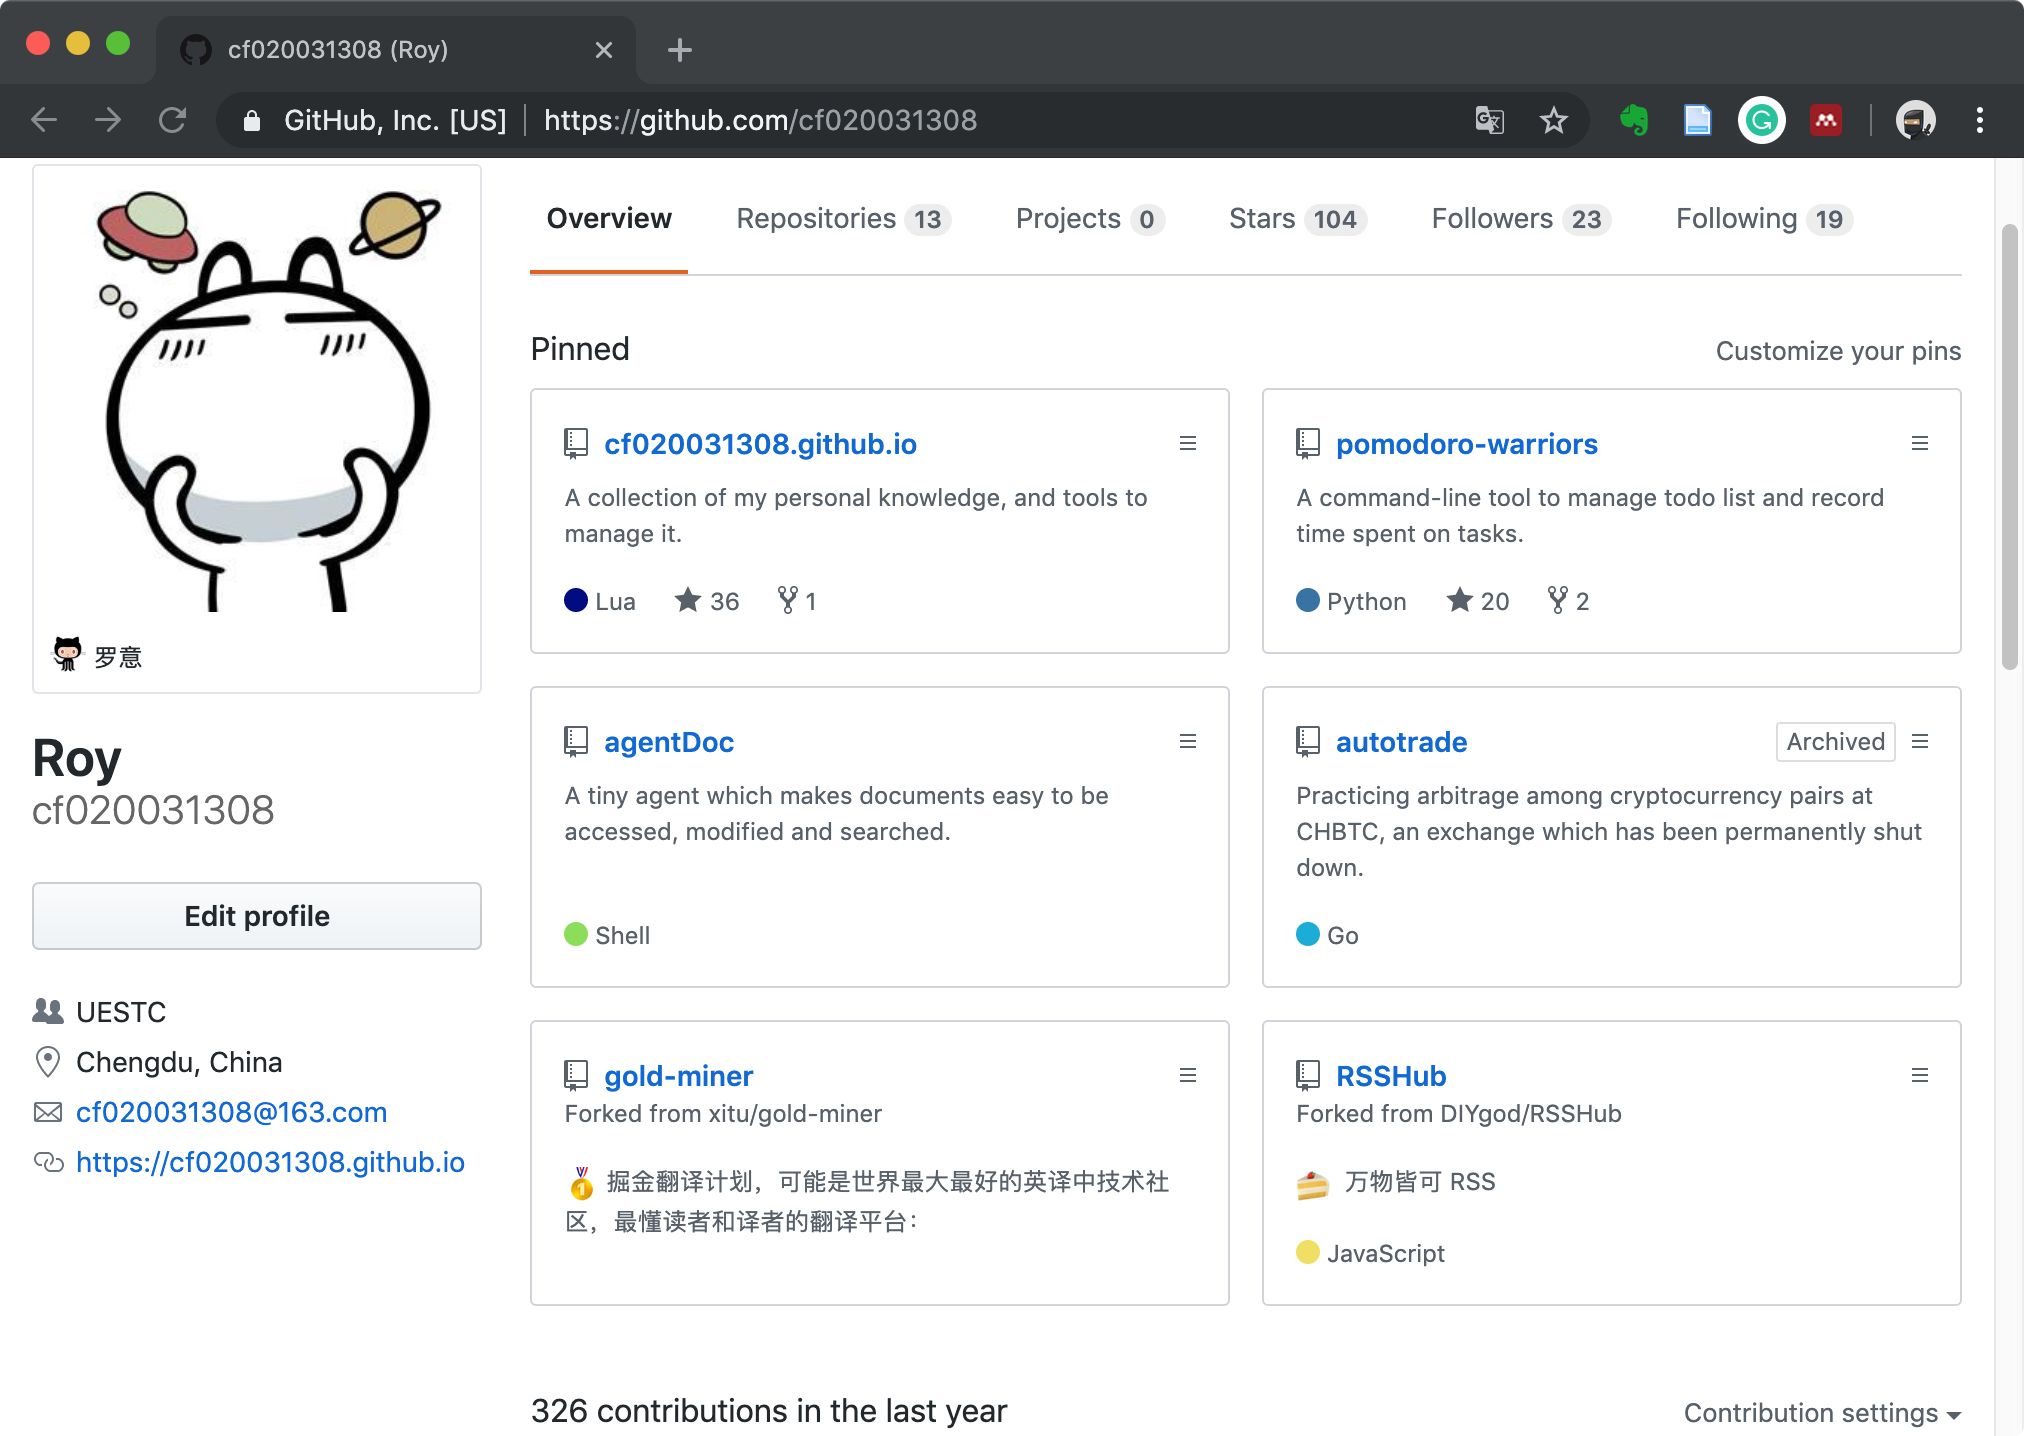 cf020031308 (Roy)
GitHub, Inc. [US] https://github.com/cf020031308
Overview Repositories 13 Projects 0 Stars 104 Followers 23 Following 19
罗意
Roy
cf020031308
Edit profile
UESTC
Chengdu, China
cf020031308@163.com
https://cf020031308.github.io
Pinned
Customize your pins
cf020031308.github.io
A collection of my personal knowledge, and tools to
manage it.
Lua 36 1
pomodoro-warriors
A command-line tool to manage todo list and record
time spent on tasks.
Python 20 2
agentDoc
A tiny agent which makes documents easy to be
accessed, modified and searched.
Shell
autotrade
Archived
Practicing arbitrage among cryptocurrency pairs at
CHBTC, an exchange which has been permanently shut
down.
Go
gold-miner
Forked from xitu/gold-miner
🥇 掘金翻译计划，可能是世界最大最好的英译中技术社
区，最懂读者和译者的翻译平台：
RSSHub
Forked from DIYgod/RSSHub
🍰 万物皆可 RSS
JavaScript
326 contributions in the last year
Contribution settings